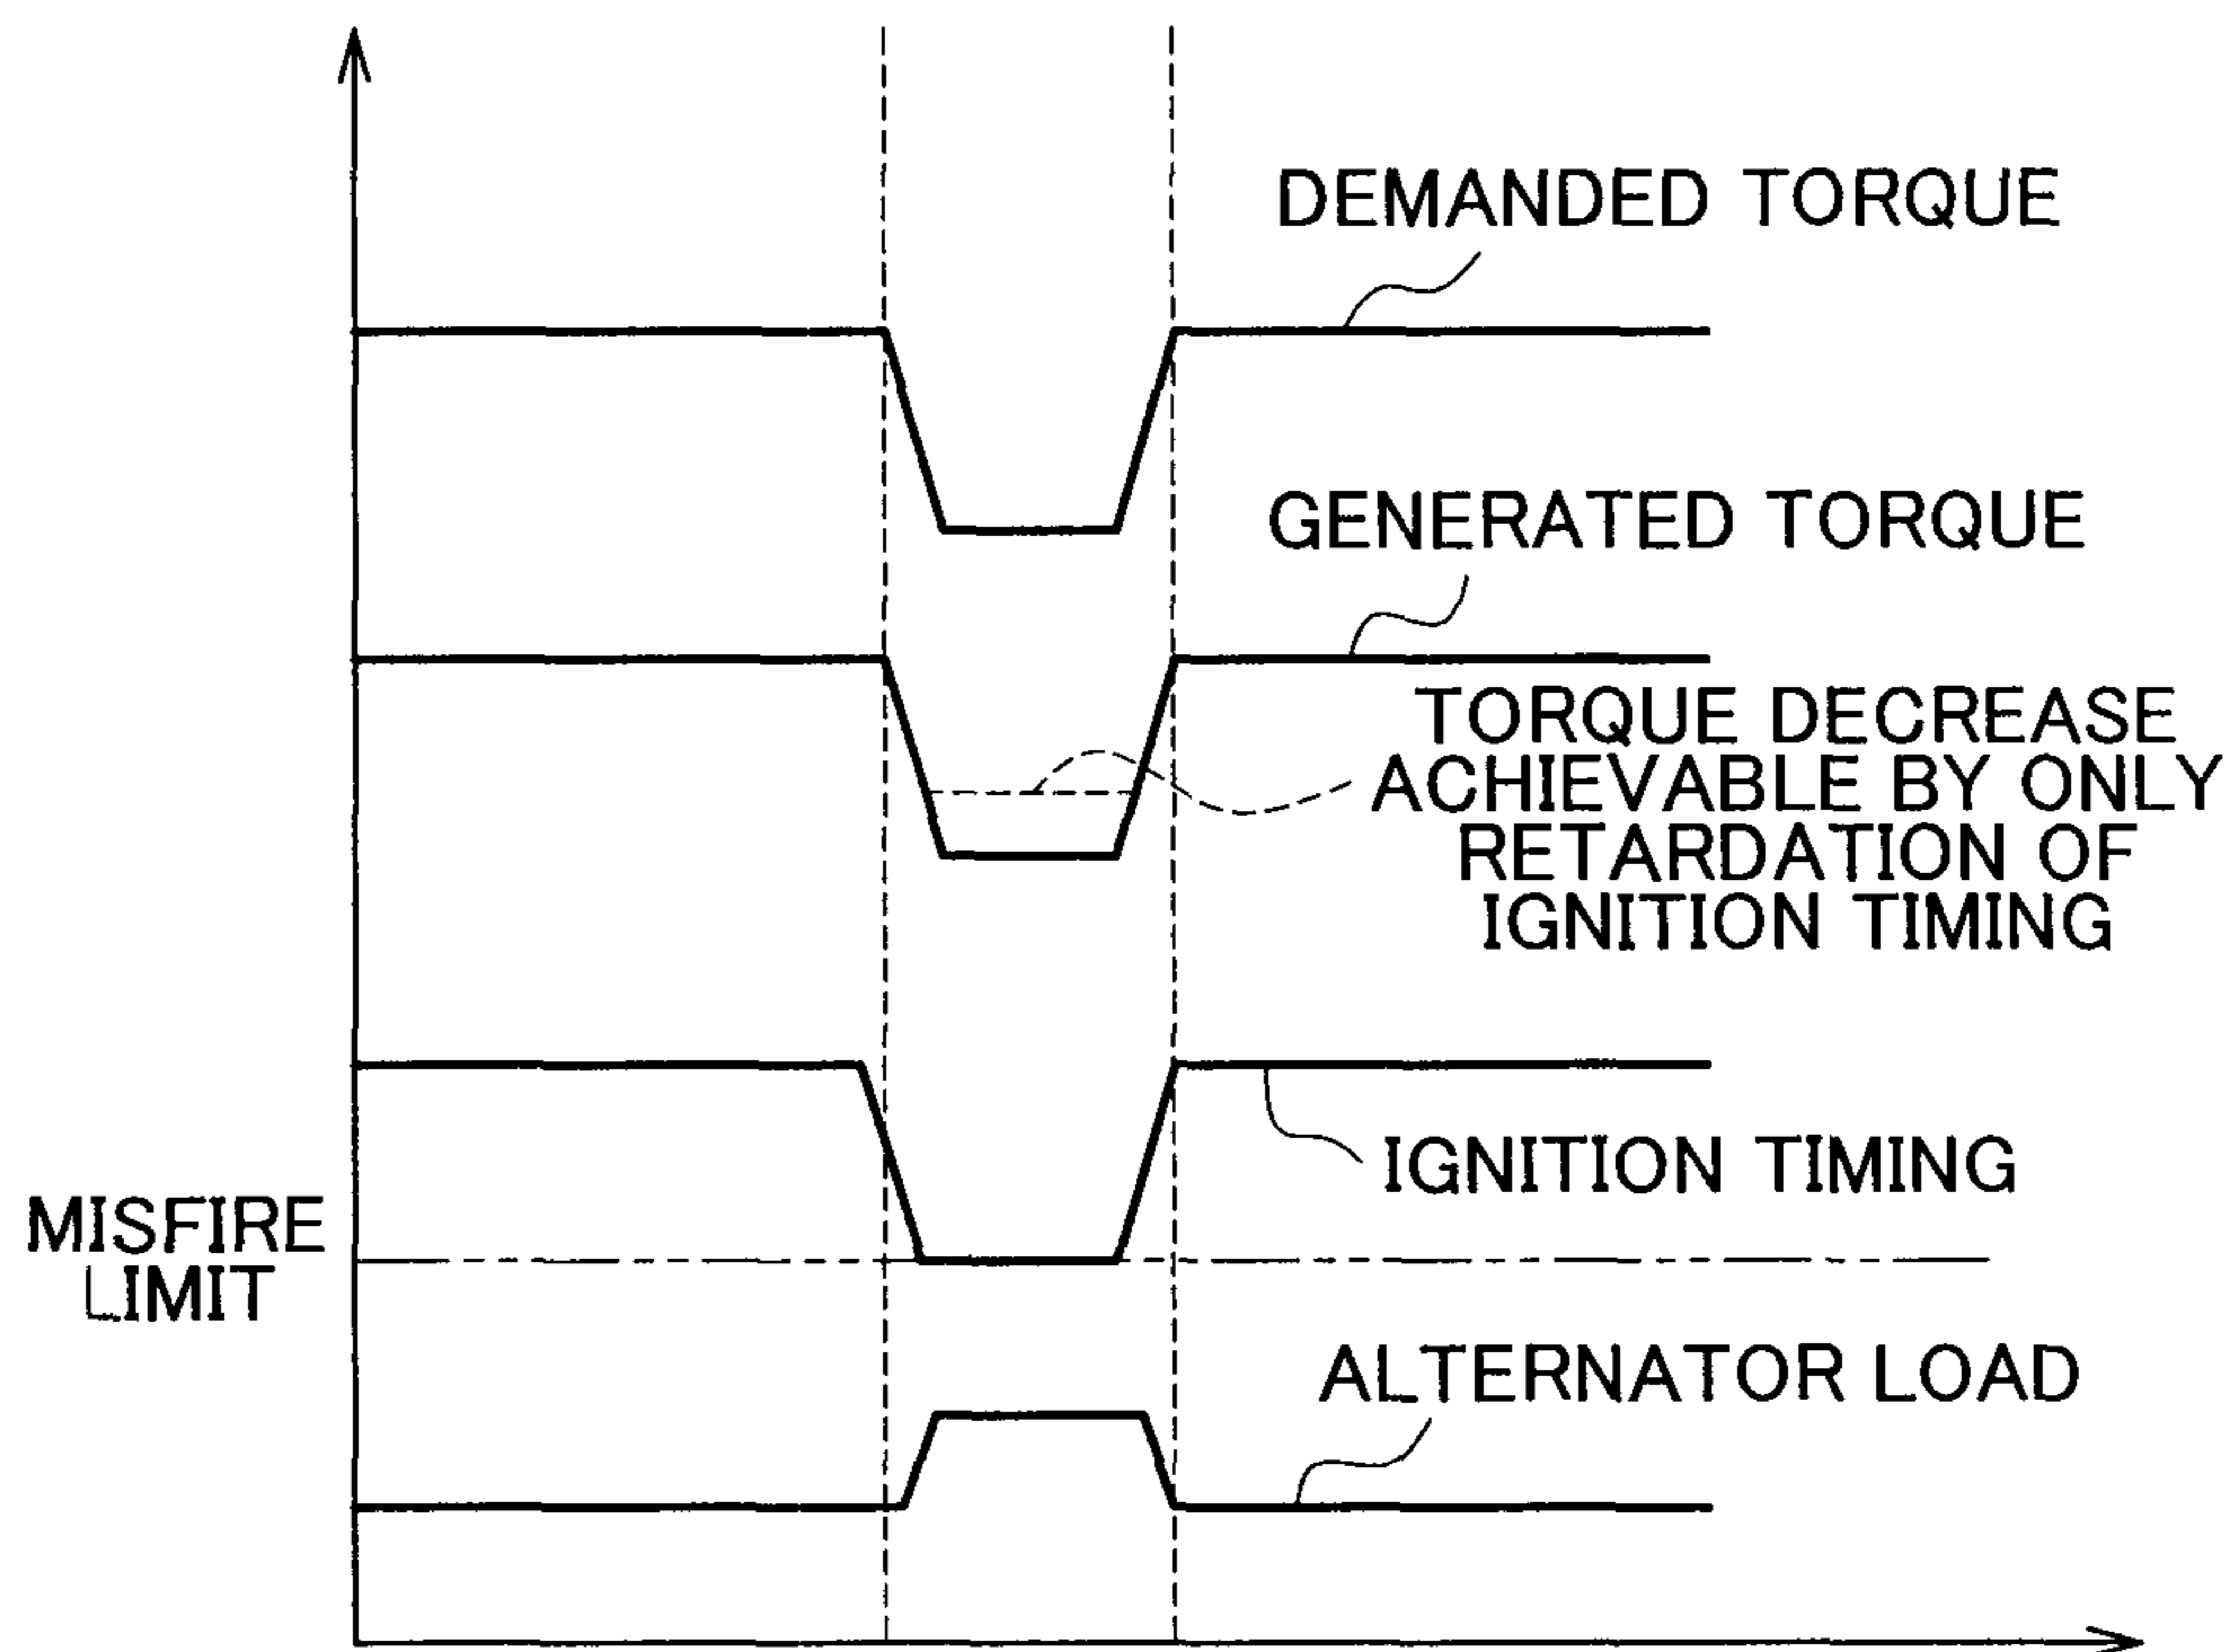 DEMANDED TORQUE
GENERATED TORQUE
TORQUE DECREASE
ACHIEVABLE BY ONLY
RETARDATION OF
IGNITION TIMING
IGNITION TIMING
MISFIRE
LIMIT
ALTERNATOR LOAD